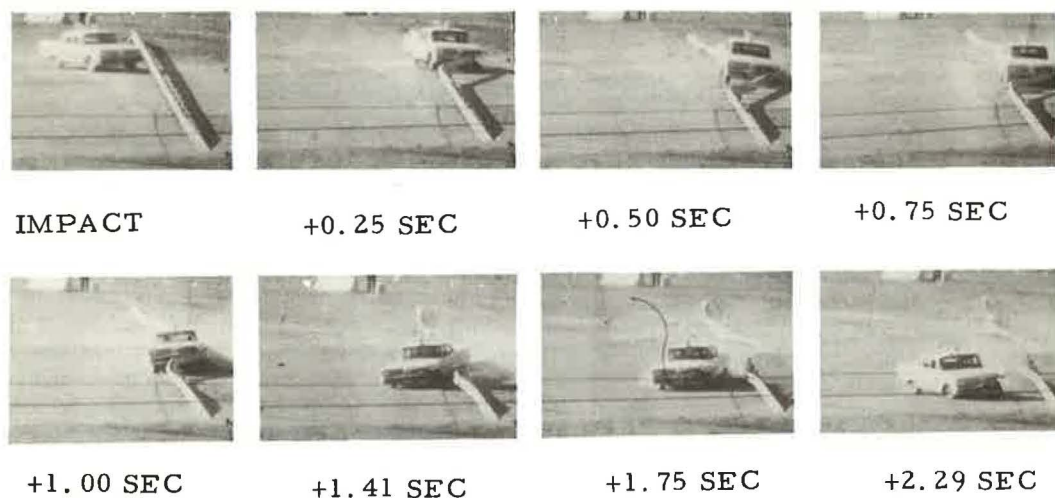 IMPACT
+0.25 SEC
+0.50 SEC
+0.75 SEC
+1.00 SEC
+1.41 SEC
+1.75 SEC
+2.29 SEC